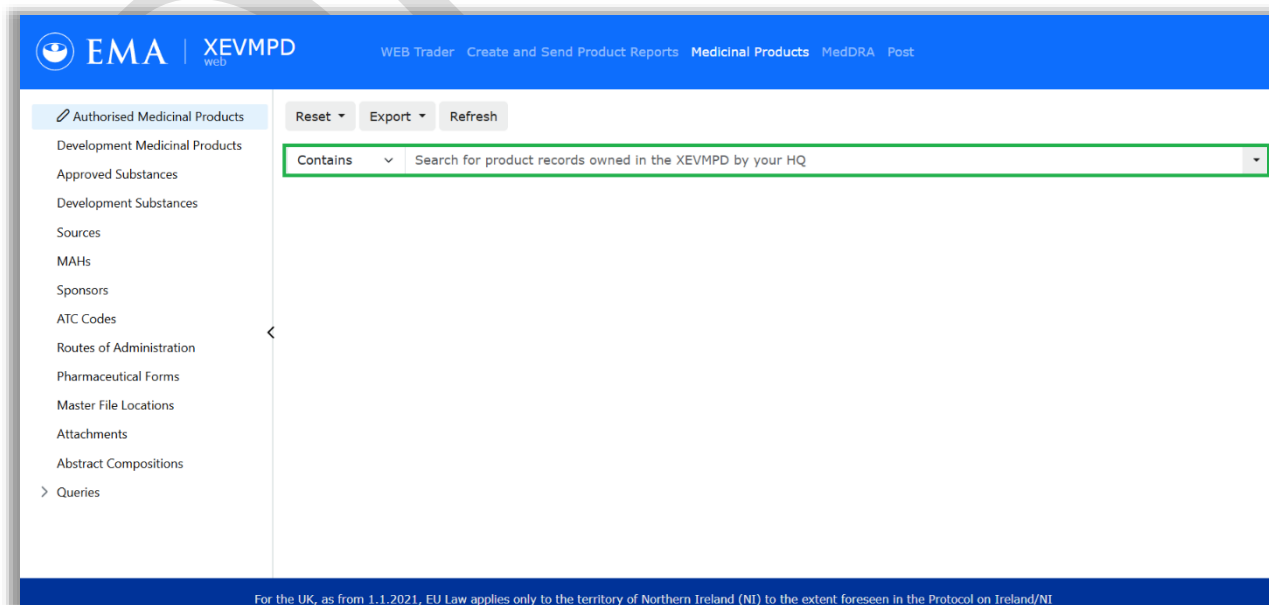 EMA | XEVMPD web
WEB Trader Create and Send Product Reports Medicinal Products MedDRA Post
Authorised Medicinal Products
Development Medicinal Products
Approved Substances
Development Substances
Sources
MAHs
Sponsors
ATC Codes
Routes of Administration
Pharmaceutical Forms
Master File Locations
Attachments
Abstract Compositions
Queries
Reset Export Refresh
Contains Search for product records owned in the XEVMPD by your HQ
For the UK, as from 1.1.2021, EU Law applies only to the territory of Northern Ireland (NI) to the extent foreseen in the Protocol on Ireland/NI